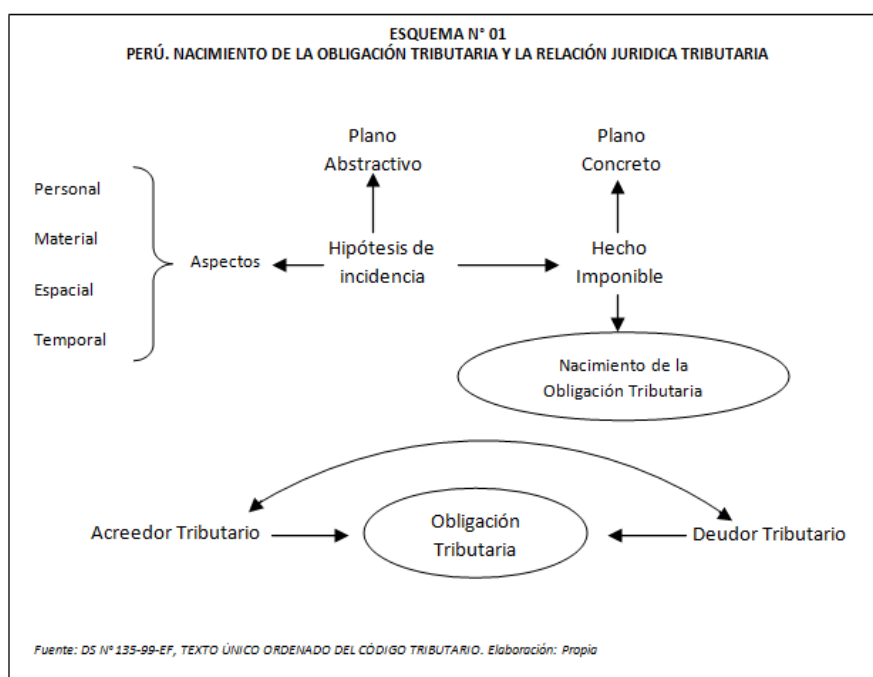 ESQUEMA N° 01
PERÚ. NACIMIENTO DE LA OBLIGACIÓN TRIBUTARIA Y LA RELACIÓN JURIDICA TRIBUTARIA
Plano
Abstractivo
Plano
Concreto
Personal
Material
Espacial
Temporal
Aspectos
Hipótesis de
incidencia
Hecho
Imponible
Nacimiento de la
Obligación Tributaria
Acreedor Tributario
Obligación
Tributaria
Deudor Tributario
Fuente: DS N° 135-99-EF, TEXTO ÚNICO ORDENADO DEL CÓDIGO TRIBUTARIO. Elaboración: Propia